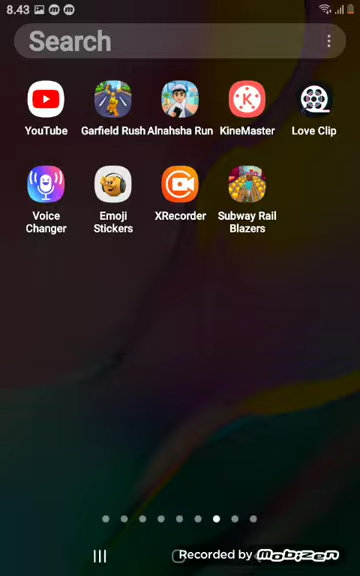 8.43
Search
YouTube
Garfield Rush
Alnahsha Run
KineMaster
Love Clip
Voice
Changer
Emoji
Stickers
XRecorder
Subway Rail
Blazers
Recorded by Mobizen